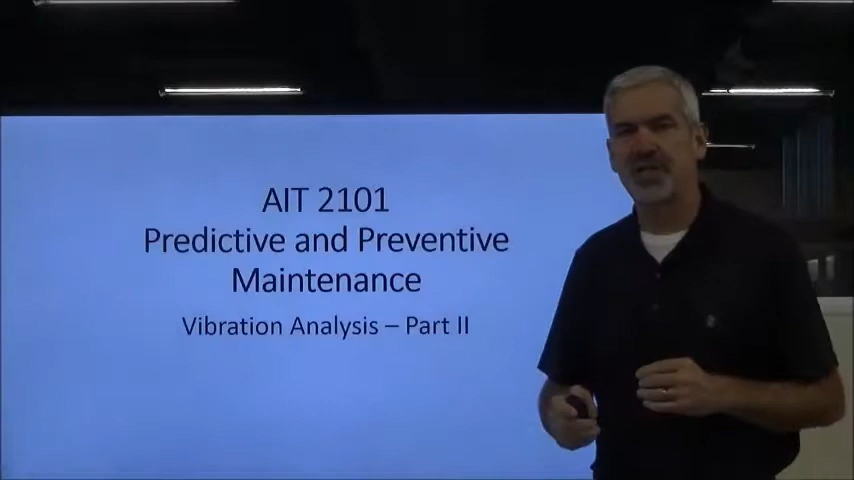 AIT 2101
Predictive and Preventive
Maintenance
Vibration Analysis – Part II